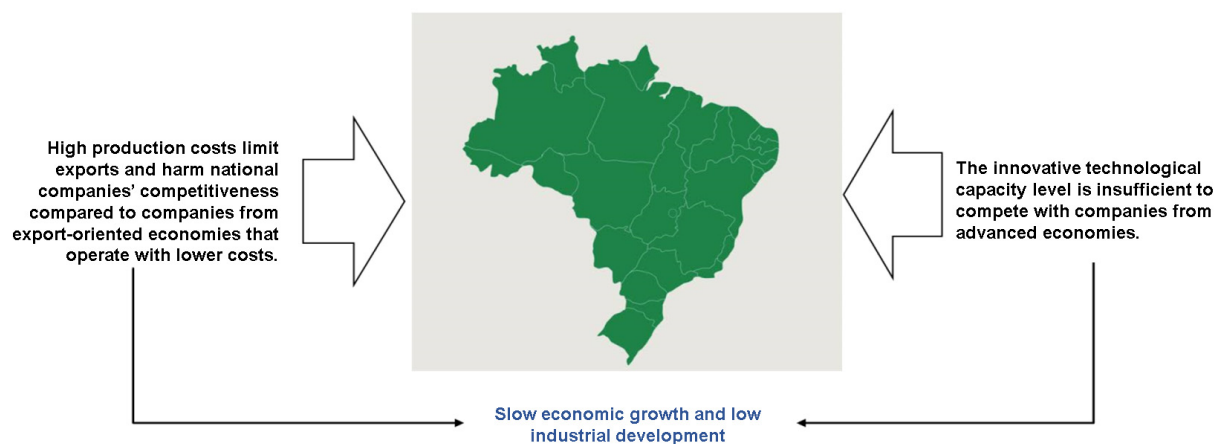 High production costs limit
exports and harm national
companies’ competitiveness
compared to companies from
export-oriented economies that
operate with lower costs.
The innovative technological
capacity level is insufficient to
compete with companies from
advanced economies.
Slow economic growth and low
industrial development